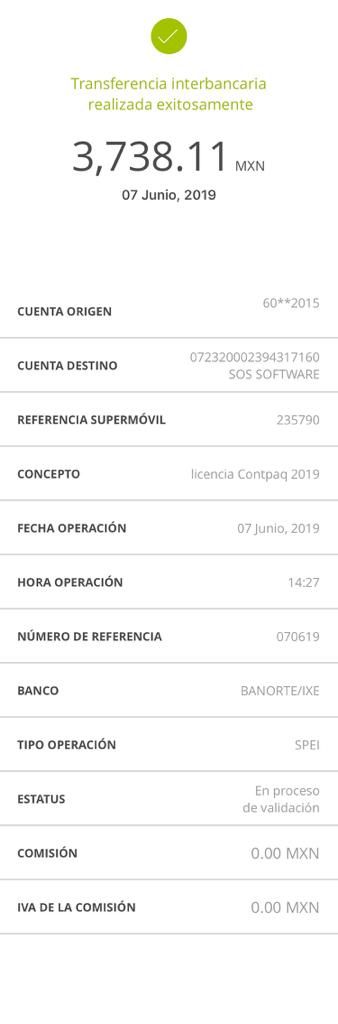 Transferencia interbancaria
realizada exitosamente
3,738.11 MXN
07 Junio, 2019
CUENTA ORIGEN 60**2015
CUENTA DESTINO 072320002394317160
SOS SOFTWARE
REFERENCIA SUPERMÓVIL 235790
CONCEPTO licencia Contpaq 2019
FECHA OPERACIÓN 07 Junio, 2019
HORA OPERACIÓN 14:27
NÚMERO DE REFERENCIA 070619
BANCO BANORTE/IXE
TIPO OPERACIÓN SPEI
ESTATUS En proceso
de validación
COMISIÓN 0.00 MXN
IVA DE LA COMISIÓN 0.00 MXN